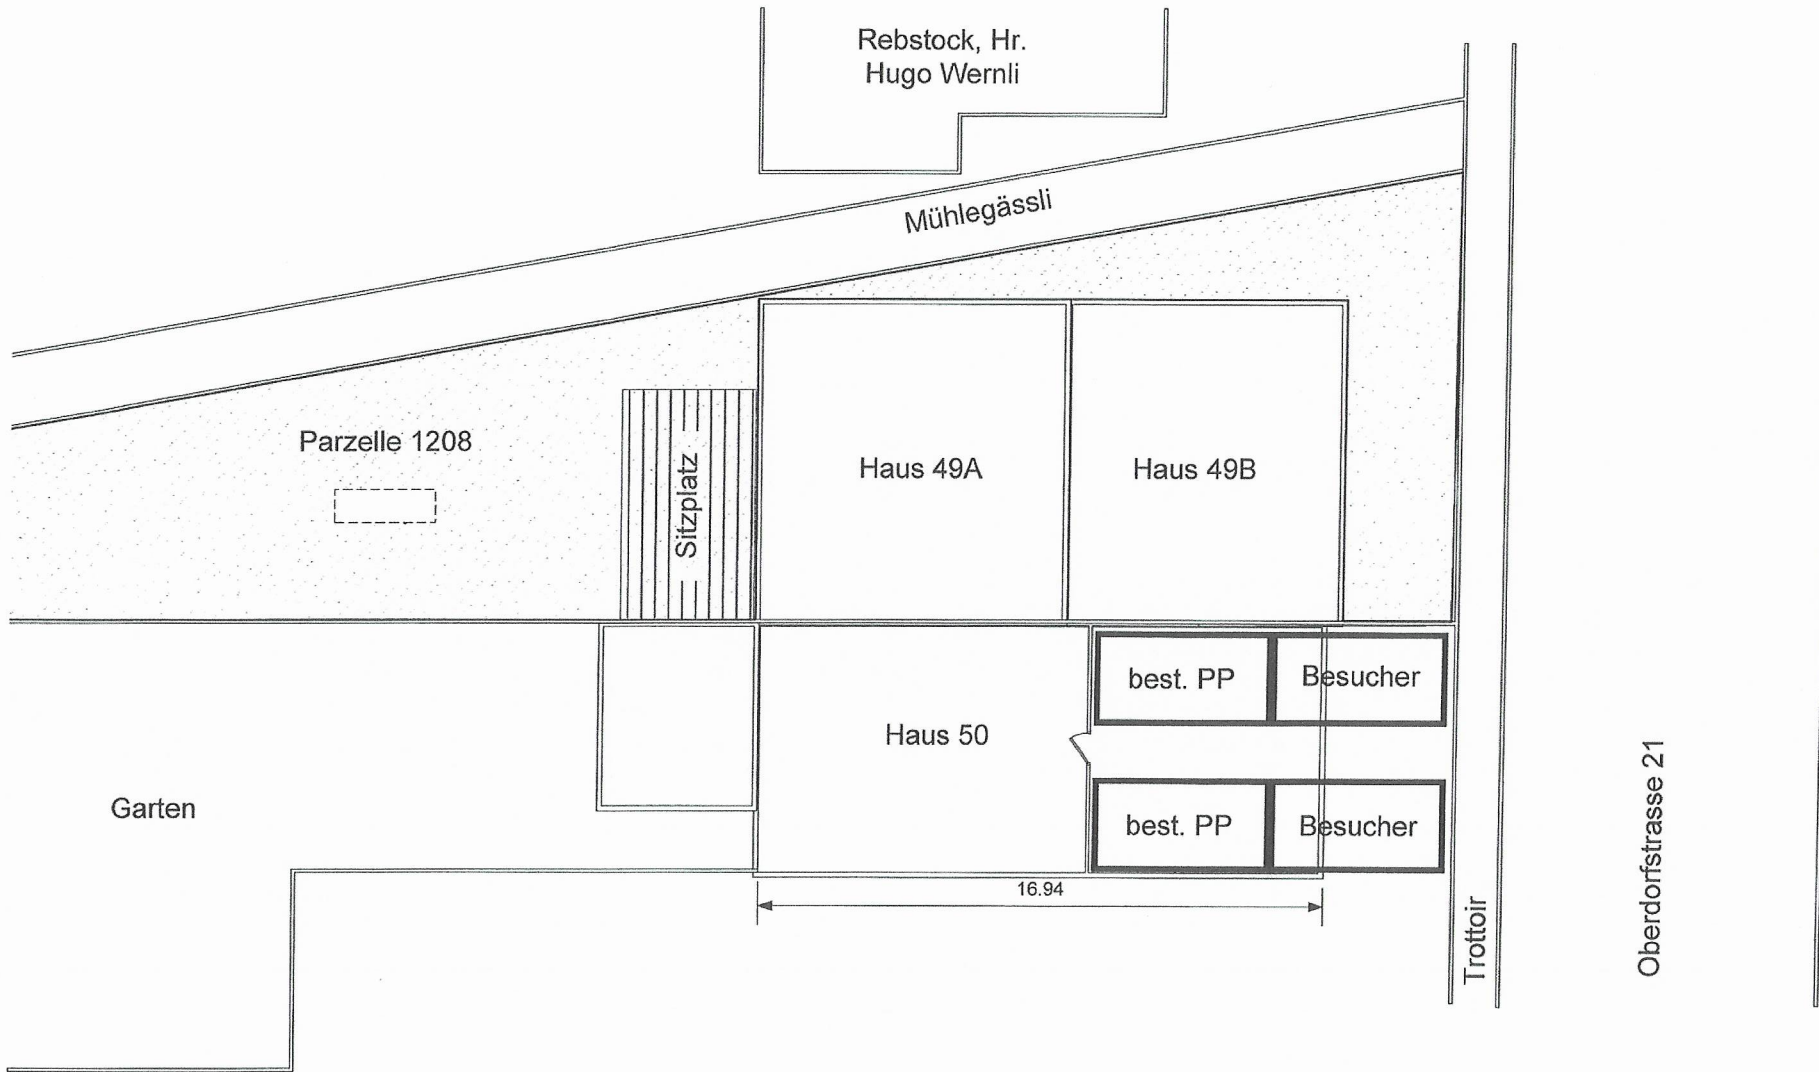 Rebstock, Hr.
Hugo Wernli
Mühlegässli
Parzelle 1208
Sitzplatz
Haus 49A
Haus 49B
best. PP
Besucher
Haus 50
Garten
best. PP
Besucher
16.94
Trottoir
Oberdorfstrasse 21